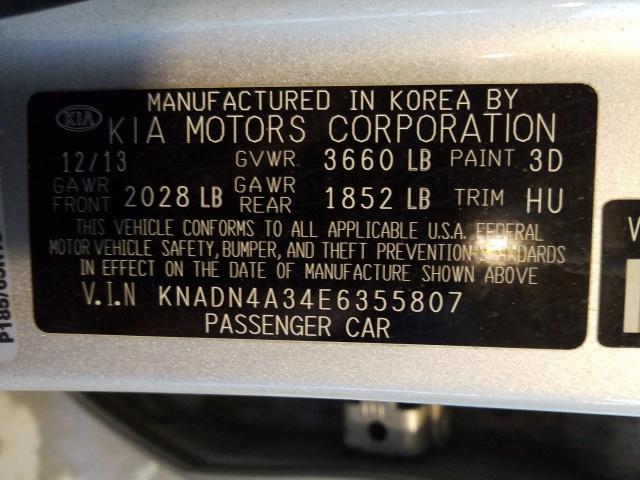 MANUFACTURED IN KOREA BY
KIA KIA MOTORS CORPORATION
12/13 GVWR 3660 LB PAINT 3D
GAWR FRONT 2028 LB GAWR REAR 1852 LB TRIM HU
THIS VEHICLE CONFORMS TO ALL APPLICABLE U.S.A. FEDERAL
MOTOR VEHICLE SAFETY, BUMPER, AND THEFT PREVENTION STANDARDS
IN EFFECT ON THE DATE OF MANUFACTURE SHOWN ABOVE
V.I.N KNADN4A34E6355807
PASSENGER CAR